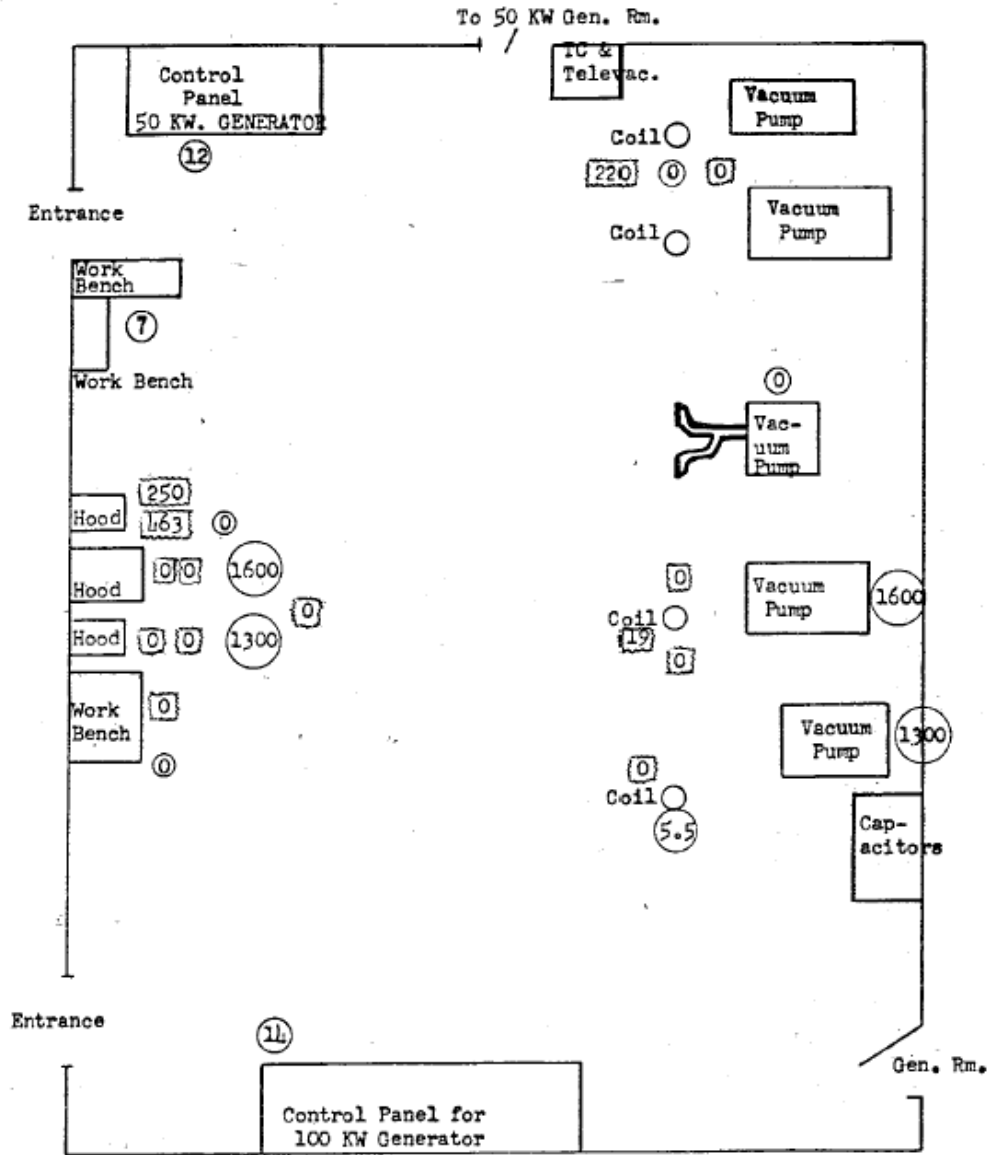 To 50 KW Gen. Rm.
Control
Panel
50 KW. GENERATOR
12
TC &
Televac.
Vacuum
Pump
Coil
220 0 0
Entrance
Vacuum
Pump
Coil
Work
Bench
7
Work Bench
0
Vac-
uum
Pump
250
Hood
463 0
Hood
0 0 1600
0
Hood
0 0 1300
0
Coil
19
0
Vacuum
Pump
1600
Work
Bench
0
0
Vacuum
Pump
1300
0
Coil
5.5
Cap-
acitors
Entrance
14
Gen. Rm.
Control Panel for
100 KW Generator